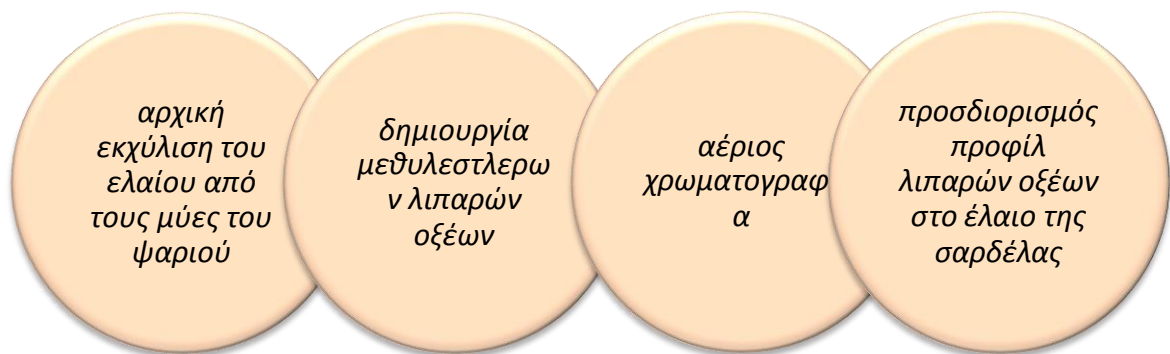 αρχική
εκχύλιση του
ελαίου από
τους μύες του
ψαριού
δημιουργία
μεθυλεστλερω
ν λιπαρών
οξέων
αέριος
χρωματογραφ
α
προσδιορισμός
προφίλ
λιπαρών οξέων
στο έλαιο της
σαρδέλας